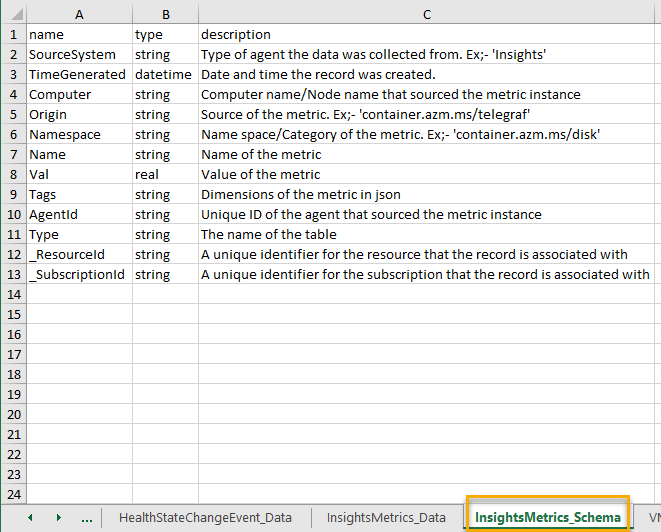 A B C
1 name type description
2 SourceSystem string Type of agent the data was collected from. Ex;- 'Insights'
3 TimeGenerated datetime Date and time the record was created.
4 Computer string Computer name/Node name that sourced the metric instance
5 Origin string Source of the metric. Ex;- 'container.azm.ms/telegraf'
6 Namespace string Name space/Category of the metric. Ex;- 'container.azm.ms/disk'
7 Name string Name of the metric
8 Val real Value of the metric
9 Tags string Dimensions of the metric in json
10 AgentId string Unique ID of the agent that sourced the metric instance
11 Type string The name of the table
12 _ResourceId string A unique identifier for the resource that the record is associated with
13 _SubscriptionId string A unique identifier for the subscription that the record is associated with
14
15
16
17
18
19
20
21
22
23
24
... HealthStateChangeEvent_Data InsightsMetrics_Data InsightsMetrics_Schema